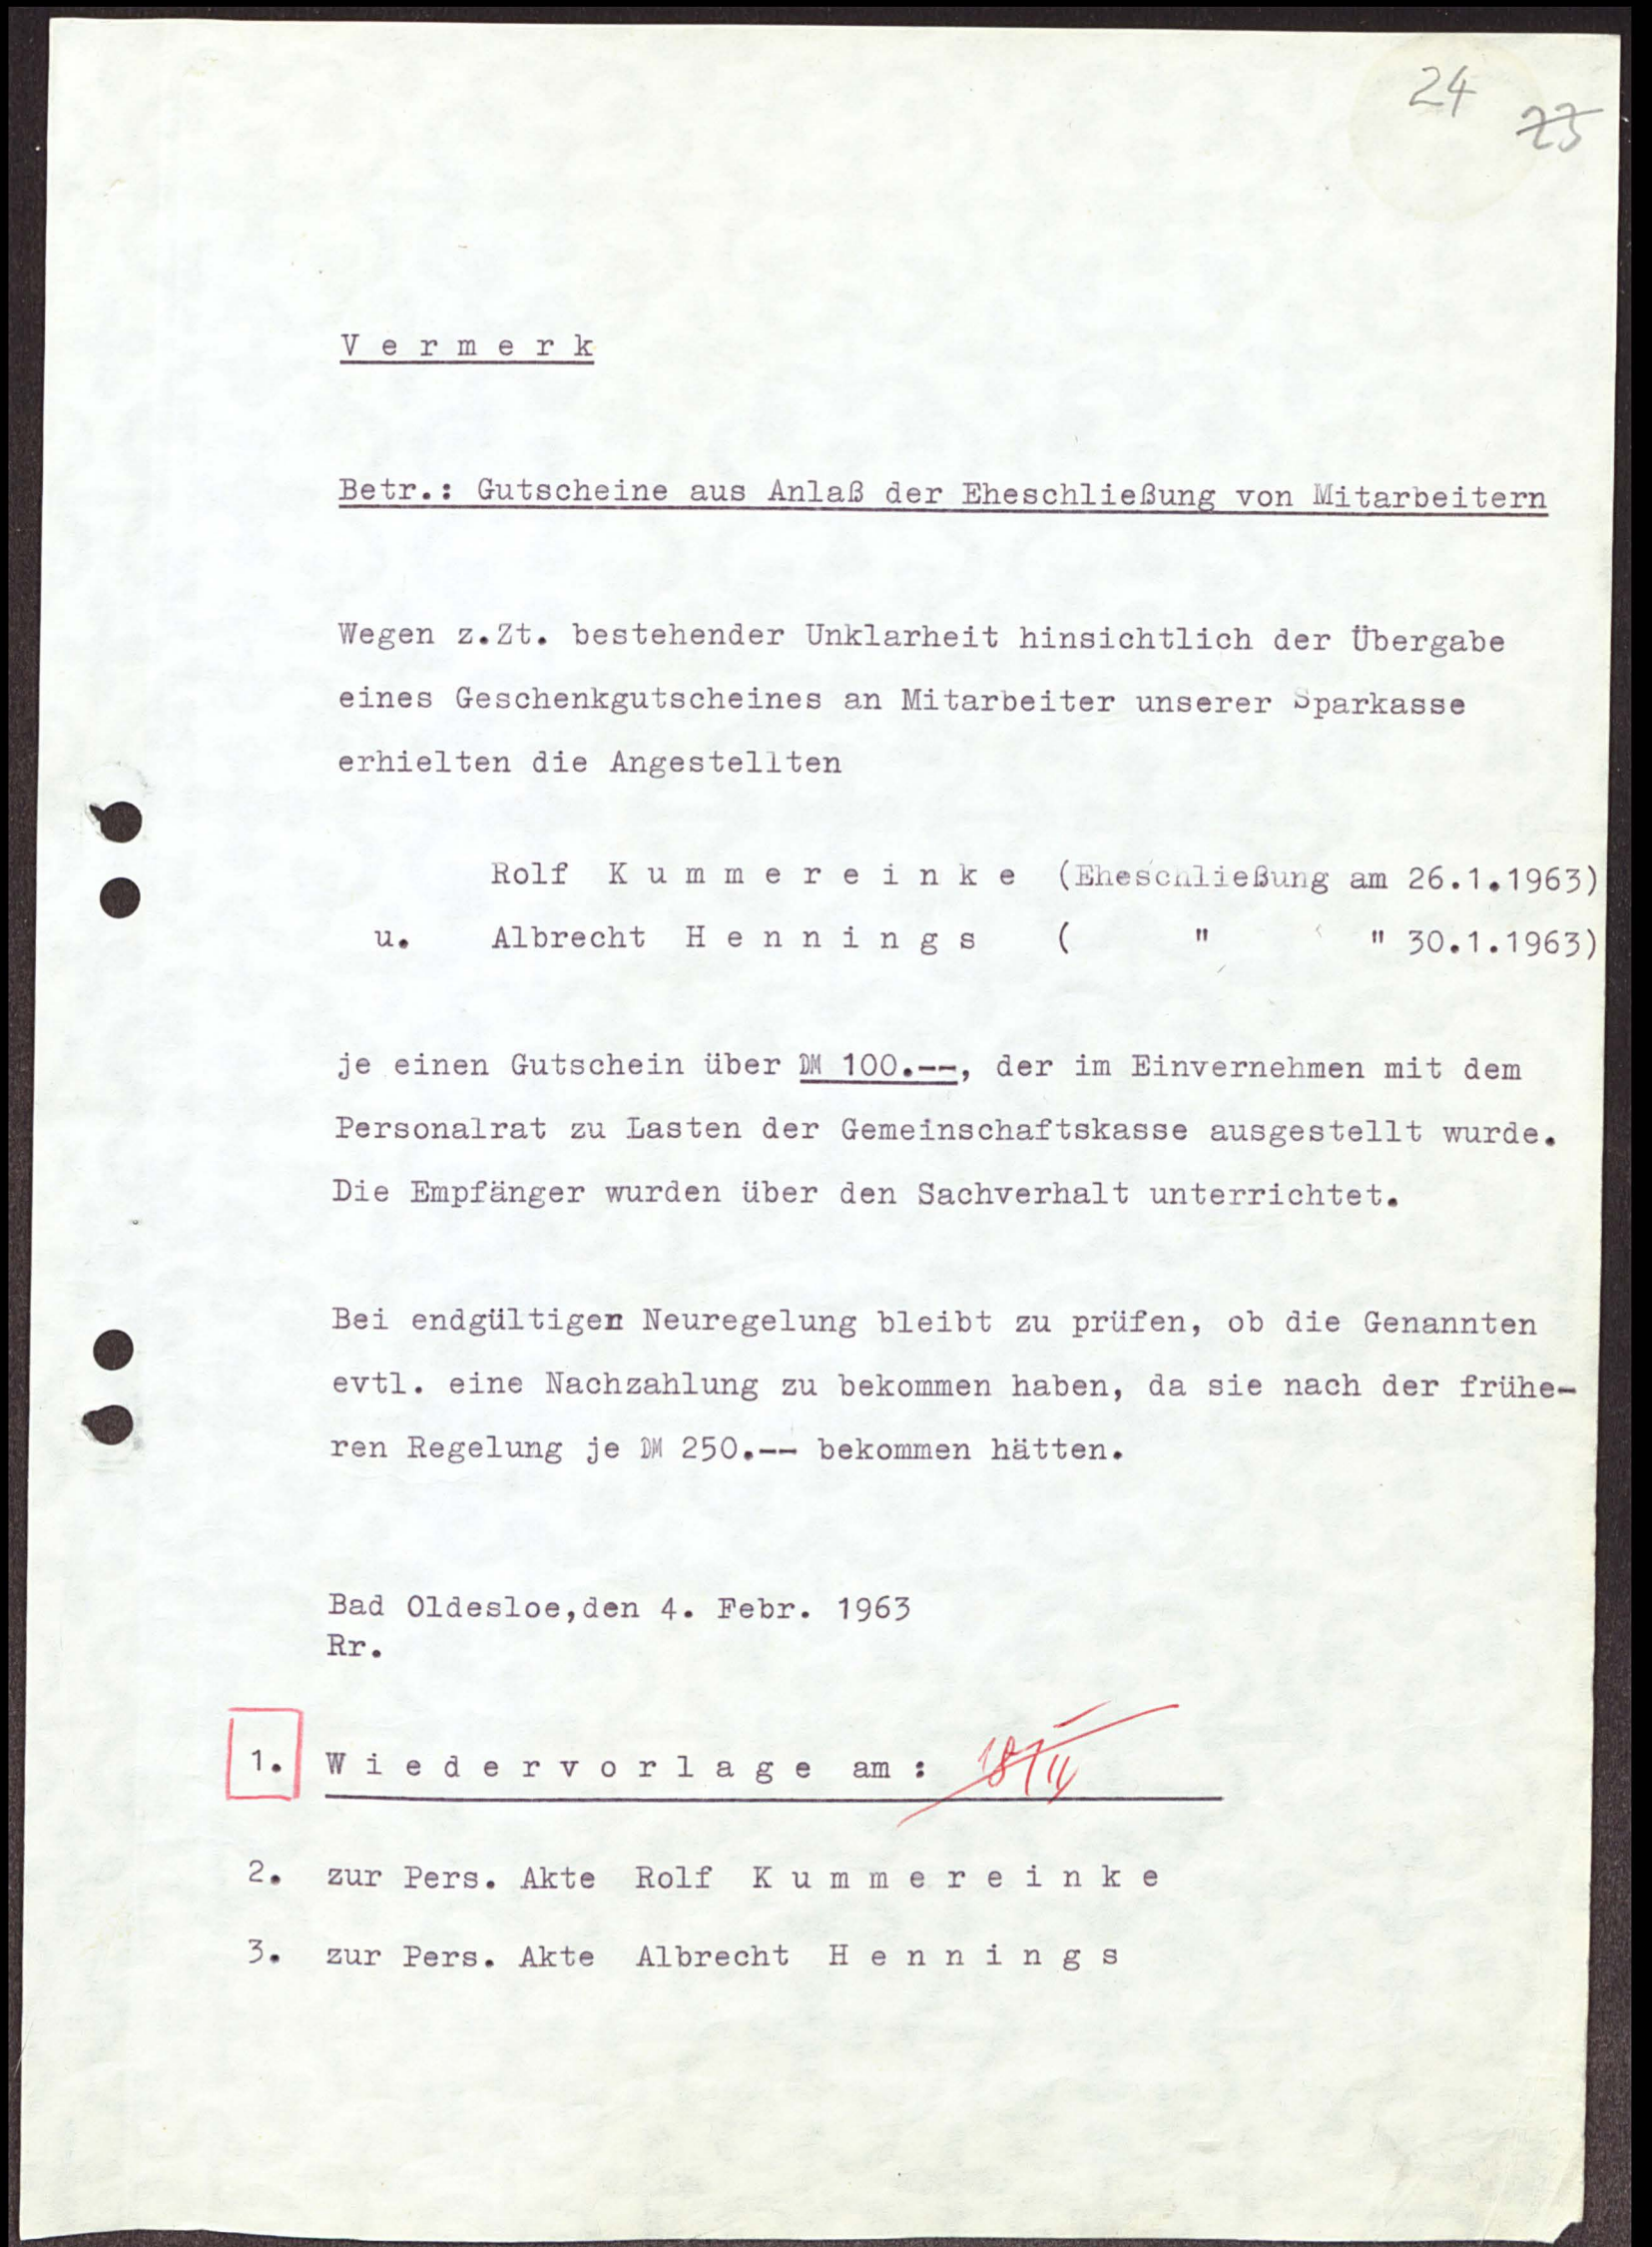 24
23
V e r m e r k
Betr.: Gutscheine aus Anlaß der Eheschließung von Mitarbeitern
Wegen z.Zt. bestehender Unklarheit hinsichtlich der Übergabe
eines Geschenkgutscheines an Mitarbeiter unserer Sparkasse
erhielten die Angestellten
Rolf K u m m e r e i n k e (Eheschließung am 26.1.1963)
u. Albrecht H e n n i n g s ( " " 30.1.1963)
je einen Gutschein über DM 100.--, der im Einvernehmen mit dem
Personalrat zu Lasten der Gemeinschaftskasse ausgestellt wurde.
Die Empfänger wurden über den Sachverhalt unterrichtet.
Bei endgültiger Neuregelung bleibt zu prüfen, ob die Genannten
evtl. eine Nachzahlung zu bekommen haben, da sie nach der frühe-
ren Regelung je DM 250.-- bekommen hätten.
Bad Oldesloe,den 4. Febr. 1963
Rr.
1. W i e d e r v o r l a g e am :
2. zur Pers. Akte Rolf K u m m e r e i n k e
3. zur Pers. Akte Albrecht H e n n i n g s